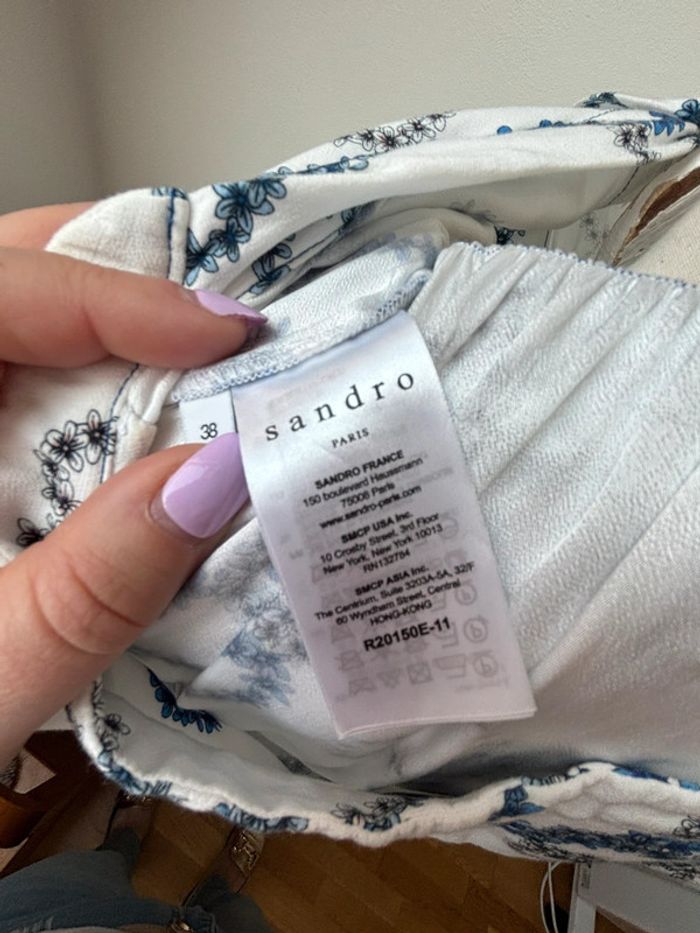 38
sandro
PARIS
SANDRO FRANCE
150 boulevard Haussmann
75008 Paris
www.sandro-paris.com
SMCP USA Inc.
10 Crosby Street, 3rd Floor
New York, New York 10013
RN132784
SMCP ASIA Inc.
The Centrium, Suite 3203A-5A, 32/F
60 Wyndham Street, Central
HONG-KONG
R20150E-11